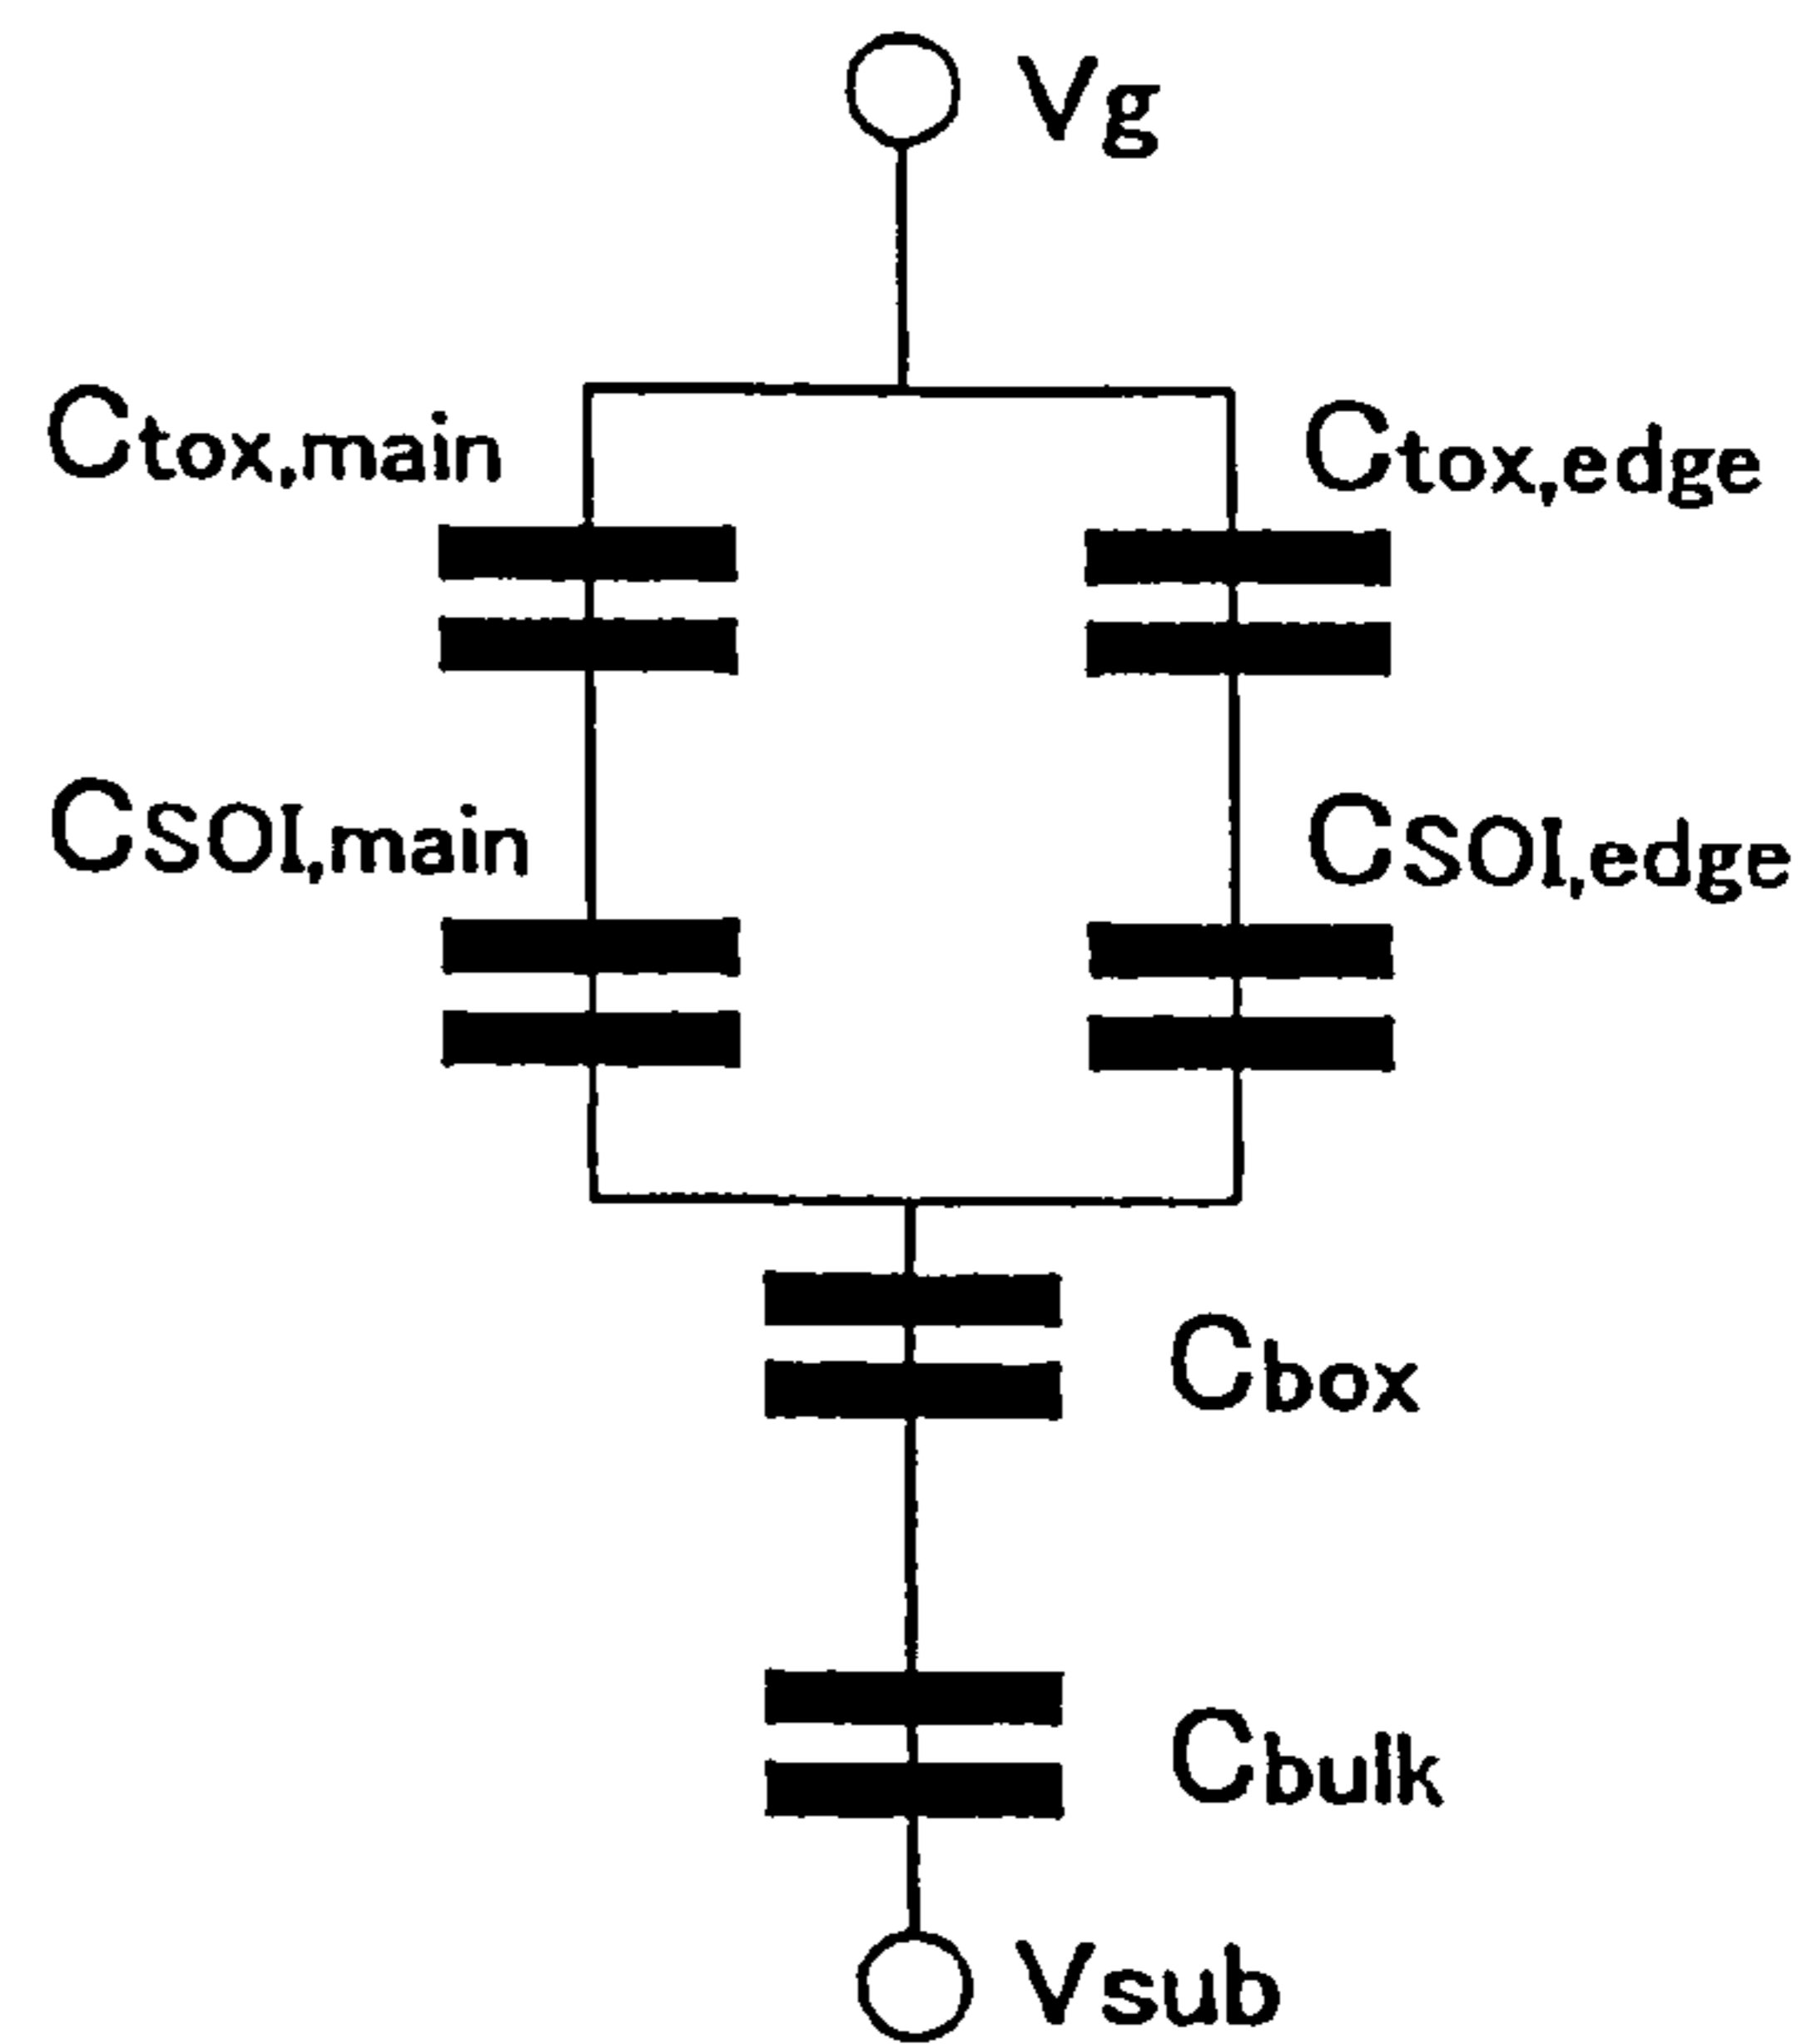 Vg
Ctox,main
Ctox,edge
CSOI,main
CSOI,edge
Cbox
Cbulk
Vsub